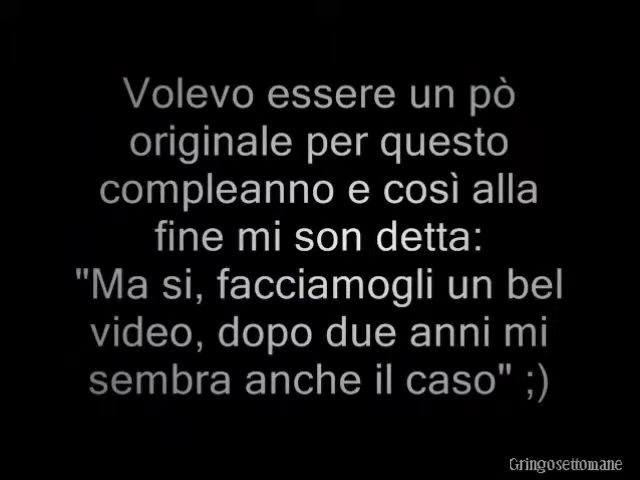 Volevo essere un pò
originale per questo
compleanno e così alla
fine mi son detta:
"Ma si, facciamogli un bel
video, dopo due anni mi
sembra anche il caso" ;)
Gringosettomane